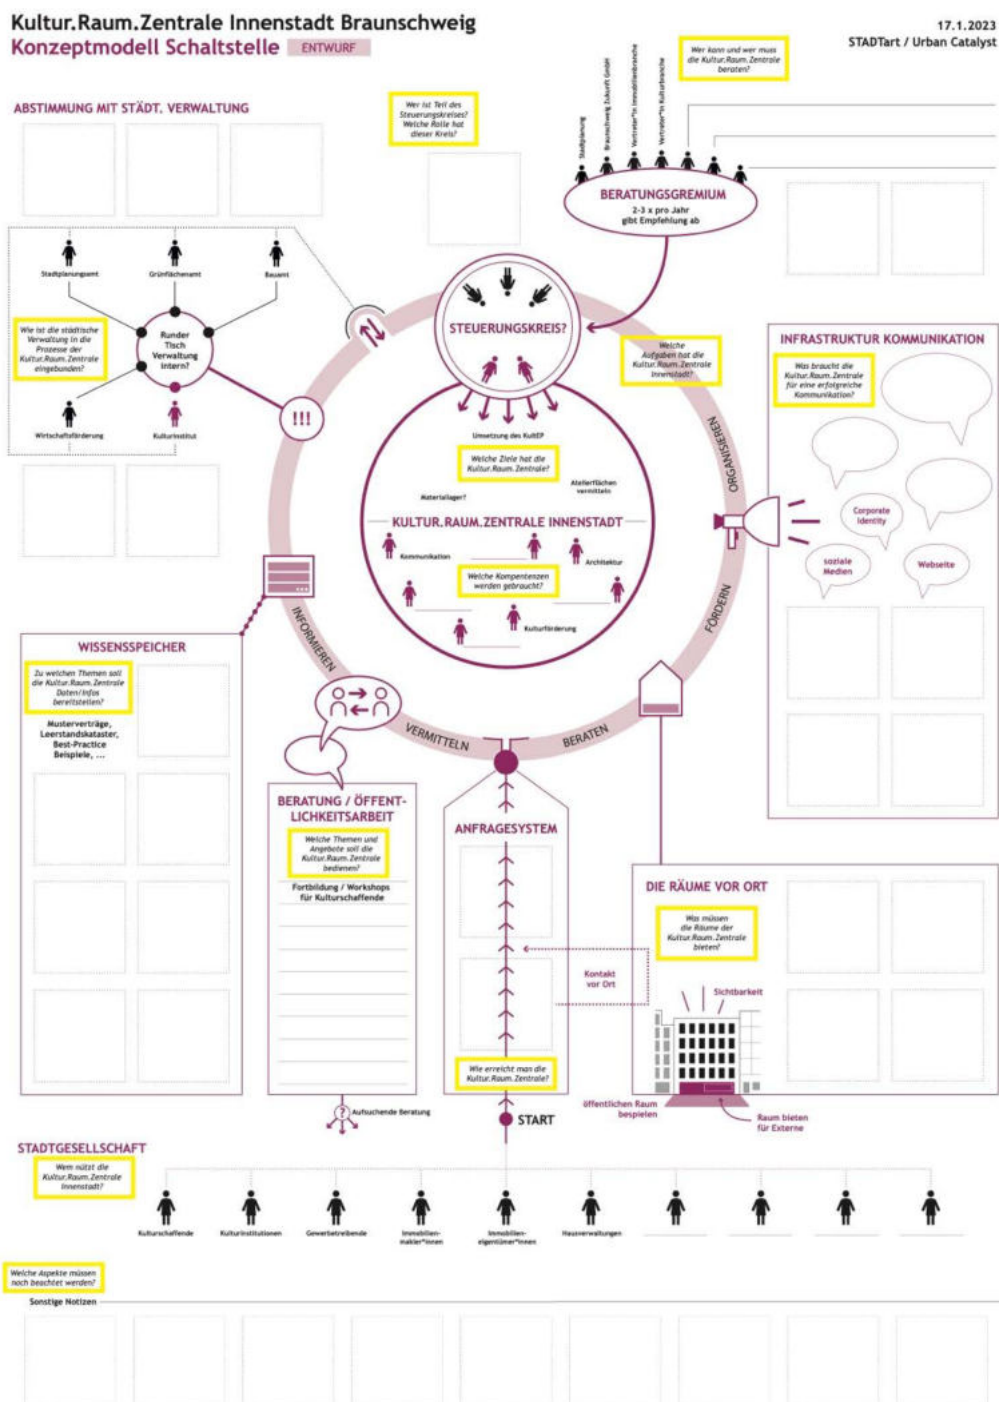 Kultur.Raum.Zentrale Innenstadt Braunschweig
Konzeptmodell Schaltstelle ENTWURF
17.1.2023
STADTart / Urban Catalyst
Wer kann und wer muss
die Kultur.Raum.Zentrale
beraten?
ABSTIMMUNG MIT STÄDT. VERWALTUNG
Wer ist Teil des
Steuerungskreises?
Welche Rolle hat
dieser Kreis?
Stadtplanung
Braunschweig Zukunft GmbH
Vertreter*in Immobilienbranche
Vertreter*in Kulturbranche
BERATUNGSGREMIUM
2-3 x pro Jahr
gibt Empfehlung ab
Stadtplanungsamt
Grünflächenamt
Bauamt
Wie ist die städtische
Verwaltung in die
Prozesse der
Kultur.Raum.Zentrale
eingebunden?
Runder
Tisch
Verwaltung
intern?
Wirtschaftsförderung
Kulturinstitut
!!!
STEUERUNGSKREIS?
Welche
Aufgaben hat die
Kultur.Raum.Zentrale
Innenstadt?
INFRASTRUKTUR KOMMUNIKATION
Was braucht die
Kultur.Raum.Zentrale
für eine erfolgreiche
Kommunikation?
Corporate
Identity
soziale
Medien
Webseite
Umsetzung des KultEP
Welche Ziele hat die
Kultur.Raum.Zentrale?
Materiallager?
Atelierflächen
vermitteln
KULTUR.RAUM.ZENTRALE INNENSTADT
Kommunikation
Architektur
Welche Kompentenzen
werden gebraucht?
Kulturförderung
ORGANISIEREN
FÖRDERN
BERATEN
VERMITTELN
INFORMIEREN
WISSENSSPEICHER
Zu welchen Themen soll
die Kultur.Raum.Zentrale
Daten/Infos
bereitstellen?
Musterverträge,
Leerstandskataster,
Best-Practice
Beispiele, ...
BERATUNG / ÖFFENT-
LICHKEITSARBEIT
Welche Themen und
Angebote soll die
Kultur.Raum.Zentrale
bedienen?
Fortbildung / Workshops
für Kulturschaffende
?
Aufsuchende Beratung
ANFRAGESYSTEM
Kontakt
vor Ort
Wie erreicht man die
Kultur.Raum.Zentrale?
START
DIE RÄUME VOR ORT
Was müssen
die Räume der
Kultur.Raum.Zentrale
bieten?
Sichtbarkeit
öffentlichen Raum
bespielen
Raum bieten
für Externe
STADTGESELLSCHAFT
Wem nützt die
Kultur.Raum.Zentrale
Innenstadt?
Kulturschaffende
Kulturinstitutionen
Gewerbetreibende
Immobilien-
makler*innen
Immobilien-
eigentümer*innen
Hausverwaltungen
Welche Aspekte müssen
noch beachtet werden?
Sonstige Notizen